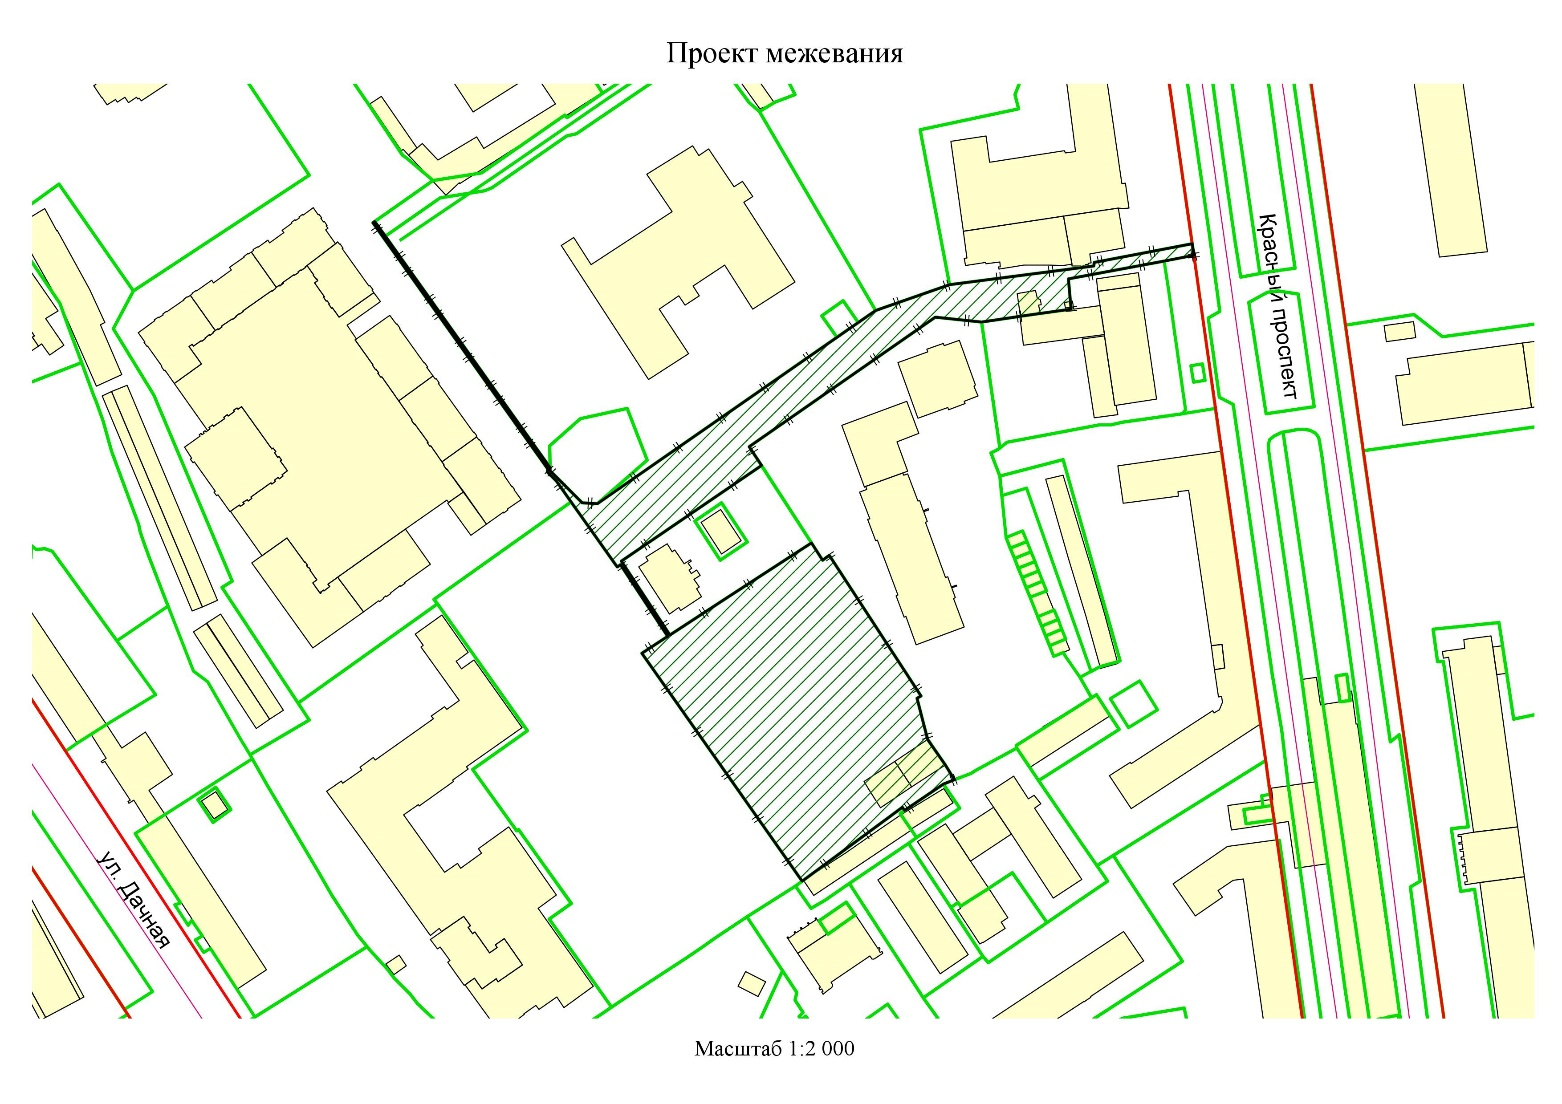 Проект межевания
Красный проспект
ул. Дачная
Масштаб 1:2 000